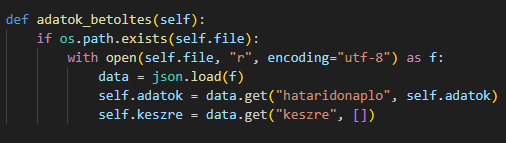 def adatok_betoltes(self):
    if os.path.exists(self.file):
        with open(self.file, "r", encoding="utf-8") as f:
            data = json.load(f)
            self.adatok = data.get("hataridonaplo", self.adatok)
            self.keszre = data.get("keszre", [])